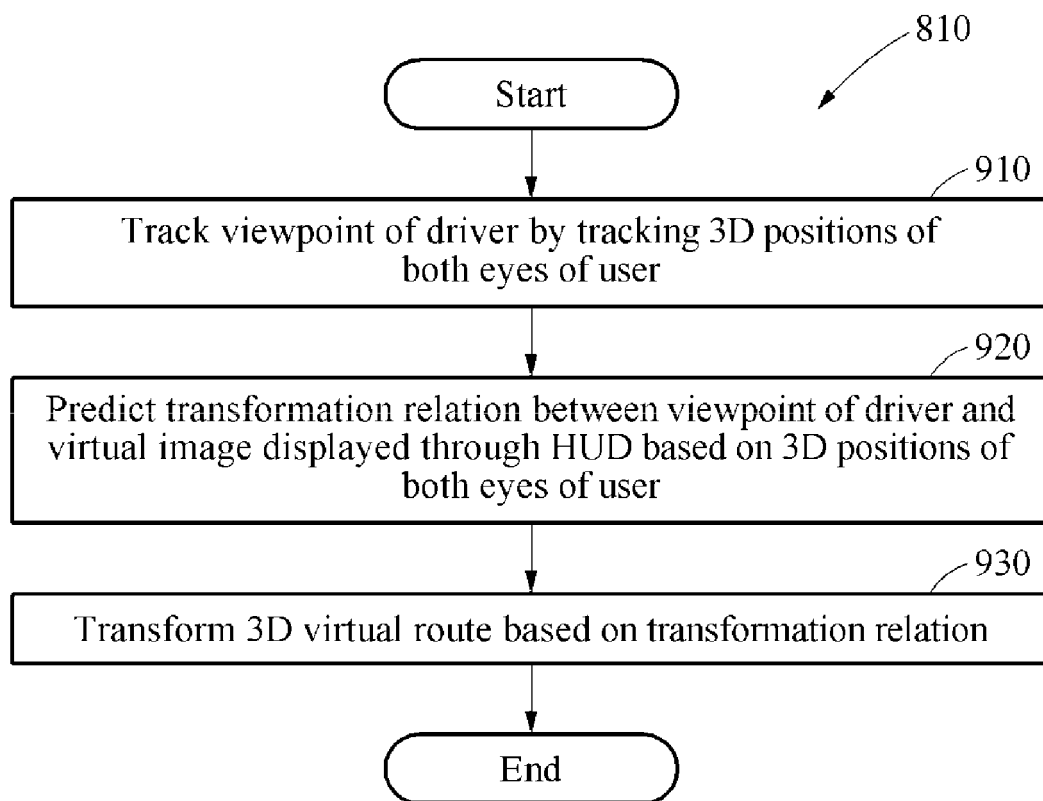 810
Start
910
Track viewpoint of driver by tracking 3D positions of
both eyes of user
920
Predict transformation relation between viewpoint of driver and
virtual image displayed through HUD based on 3D positions of
both eyes of user
930
Transform 3D virtual route based on transformation relation
End